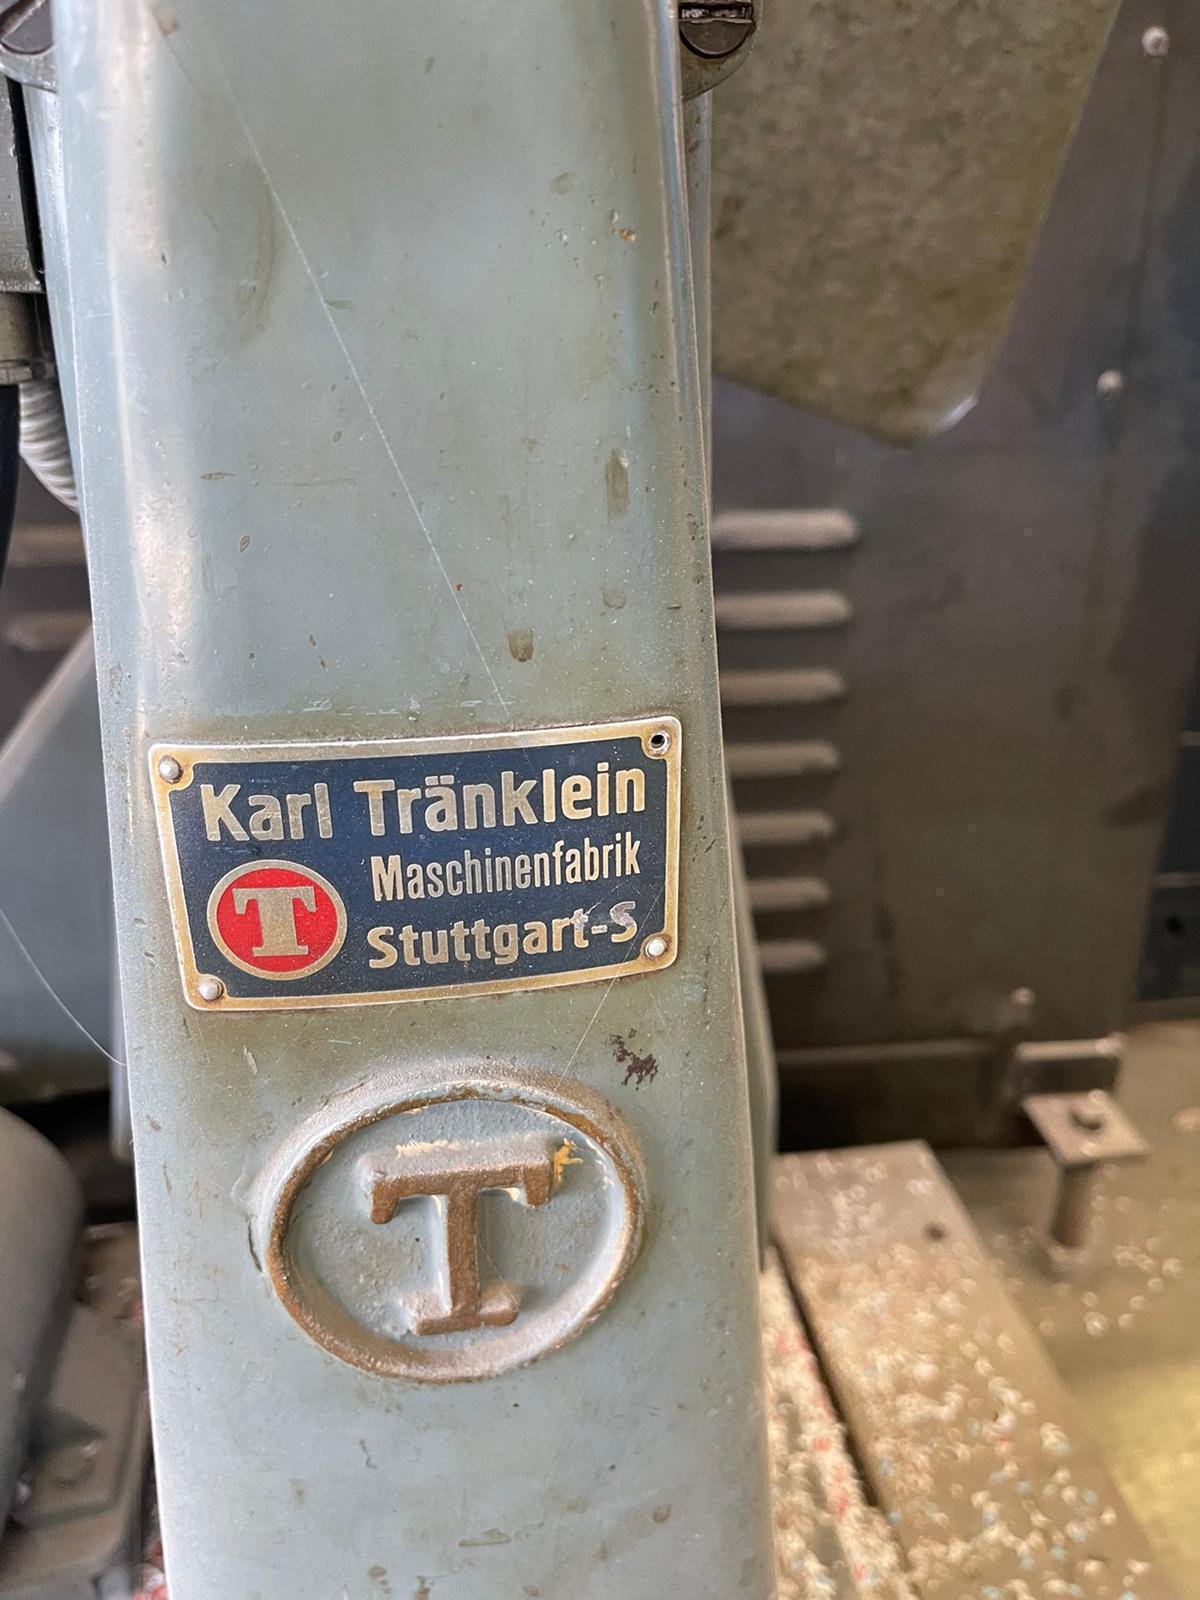 Karl Tränklein
Maschinenfabrik
T
Stuttgart-S
T